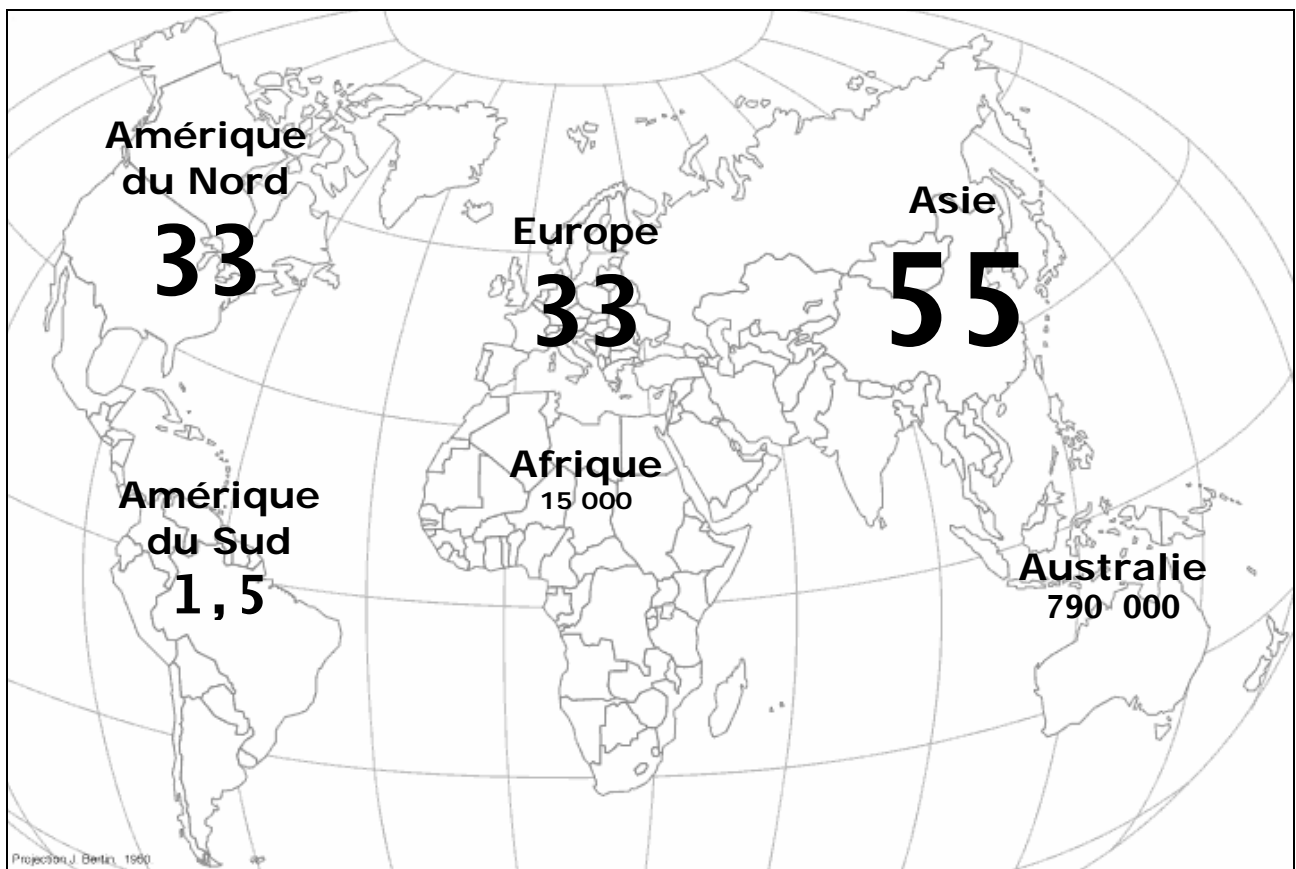 Amérique
du Nord
33
Europe
33
Asie
55
Afrique
15 000
Amérique
du Sud
1,5
Australie
790 000
Projection J. Bertin 1950